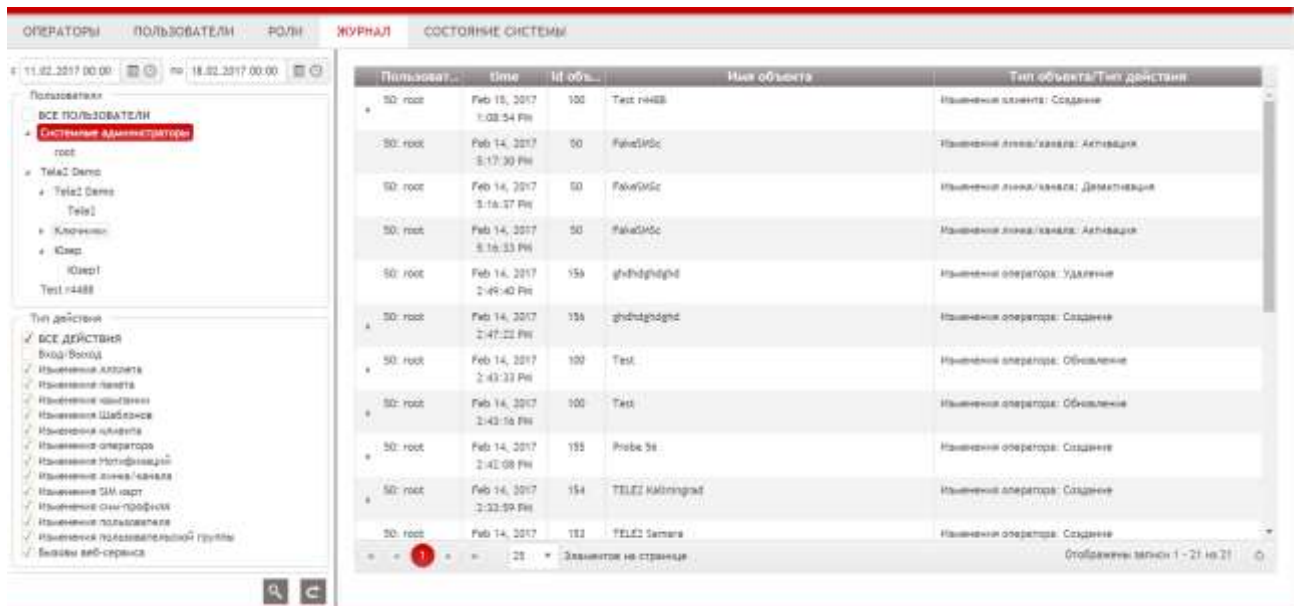 ОПЕРАТОРЫ ПОЛЬЗОВАТЕЛИ РОЛИ ЖУРНАЛ СОСТОЯНИЕ СИСТЕМЫ
с 11.02.2017 00:00 по 18.02.2017 00:00
Пользователи
ВСЕ ПОЛЬЗОВАТЕЛИ
Системные администраторы
root
Tele2 Demo
Tele2 Demo
Tele2
Ключники
Юзер
Юзер1
Test r4488
Тип действия
ВСЕ ДЕЙСТВИЯ
Вход/Выход
Изменения Апплета
Изменения пакета
Изменения кампании
Изменения Шаблонов
Изменения клиента
Изменения оператора
Изменения Нотификаций
Изменения линка/канала
Изменения SIM карт
Изменения сим-профиля
Изменения пользователя
Изменения пользовательской группы
Вызовы веб-сервиса
Пользоват... time Id объ... Имя объекта Тип объекта/Тип действия
50: root Feb 15, 2017 1:08:54 PM 100 Test r4488 Изменения клиента: Создание
50: root Feb 14, 2017 5:17:30 PM 50 FakeSMSc Изменения линка/канала: Активация
50: root Feb 14, 2017 5:16:37 PM 50 FakeSMSc Изменения линка/канала: Деактивация
50: root Feb 14, 2017 5:16:33 PM 50 FakeSMSc Изменения линка/канала: Активация
50: root Feb 14, 2017 2:49:40 PM 156 ghdhdghdghd Изменения оператора: Удаление
50: root Feb 14, 2017 2:47:22 PM 156 ghdhdghdghd Изменения оператора: Создание
50: root Feb 14, 2017 2:43:33 PM 100 Test Изменения оператора: Обновление
50: root Feb 14, 2017 2:43:16 PM 100 Test Изменения оператора: Обновление
50: root Feb 14, 2017 2:42:08 PM 155 Probe 56 Изменения оператора: Создание
50: root Feb 14, 2017 2:33:59 PM 154 TELE2 Kaliningrad Изменения оператора: Создание
50: root Feb 14, 2017 153 TELE2 Samara Изменения оператора: Создание
1 25 Элементов на странице Отображены записи 1 - 21 из 21